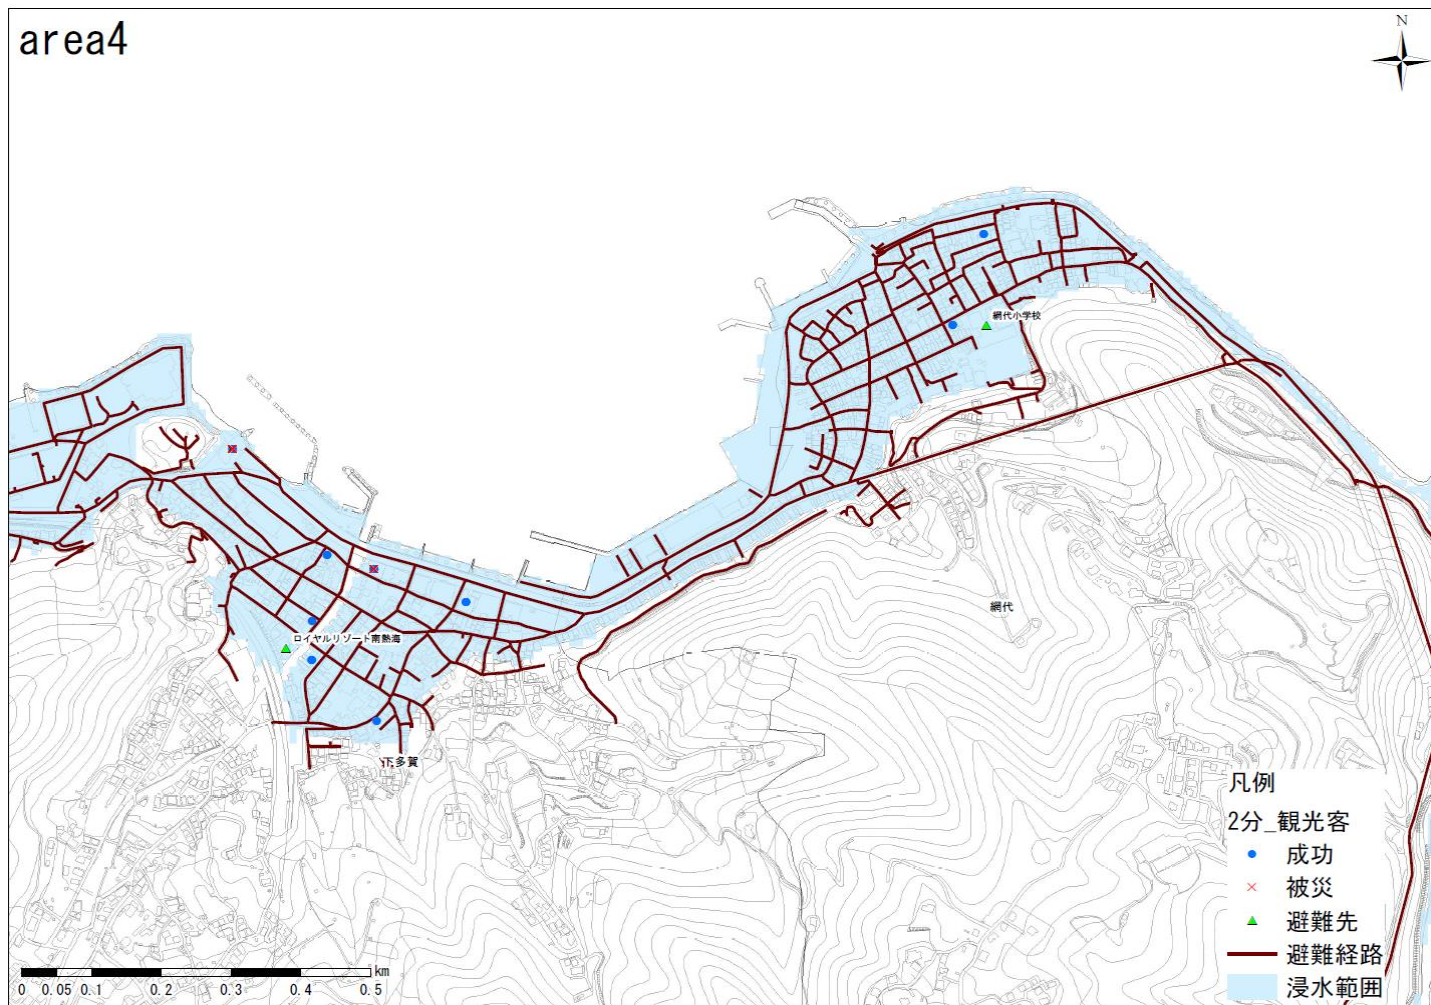 area4
N
網代小学校
網代
ロイヤルリゾート南熱海
下多賀
凡例
2分_観光客
成功
被災
避難先
避難経路
浸水範囲
km
0 0.05 0.1 0.2 0.3 0.4 0.5